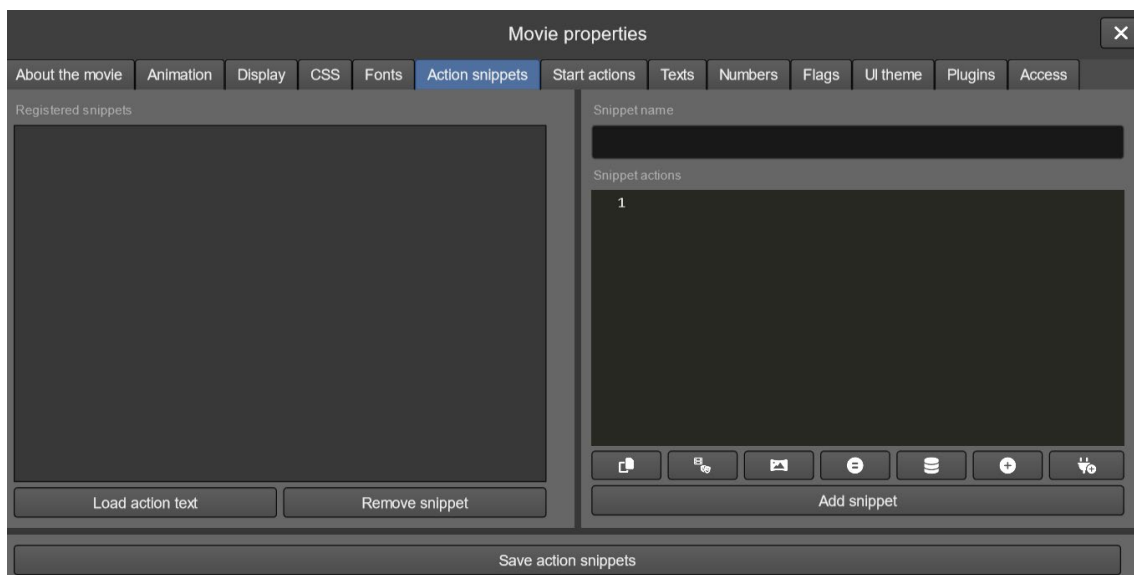 Movie properties
About the movie Animation Display CSS Fonts Action snippets Start actions Texts Numbers Flags UI theme Plugins Access
Registered snippets
Load action text Remove snippet
Snippet name
Snippet actions
1
Add snippet
Save action snippets